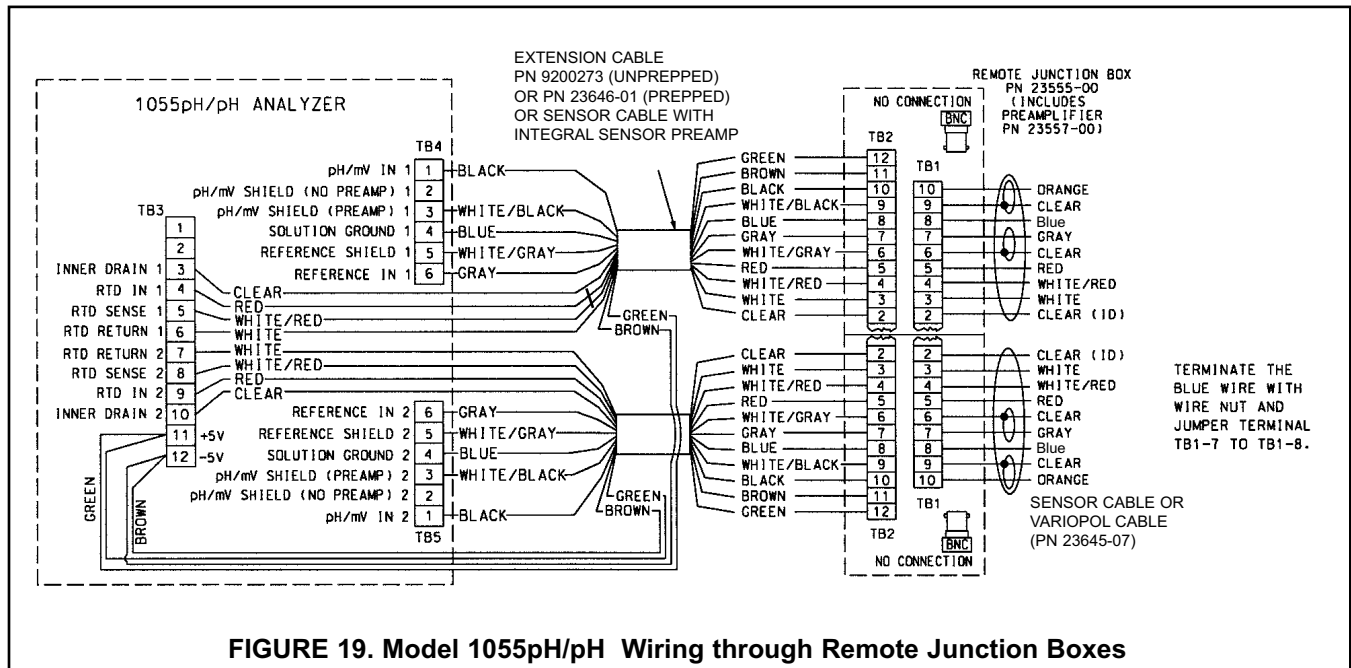 EXTENSION CABLE
PN 9200273 (UNPREPPED)
OR PN 23646-01 (PREPPED)
OR SENSOR CABLE WITH
INTEGRAL SENSOR PREAMP
REMOTE JUNCTION BOX
PN 23555-00
(INCLUDES
PREAMPLIFIER
PN 23557-00)
1055pH/pH ANALYZER
NO CONNECTION
BNC
TB4
pH/mV IN 1 1 BLACK
pH/mV SHIELD (NO PREAMP) 1 2
pH/mV SHIELD (PREAMP) 1 3 WHITE/BLACK
SOLUTION GROUND 1 4 BLUE
REFERENCE SHIELD 1 5 WHITE/GRAY
REFERENCE IN 1 6 GRAY
TB3
1
2
INNER DRAIN 1 3 CLEAR
RTD IN 1 4 RED
RTD SENSE 1 5 WHITE/RED
RTD RETURN 1 6 WHITE
RTD RETURN 2 7 WHITE
RTD SENSE 2 8 WHITE/RED
RTD IN 2 9 RED
INNER DRAIN 2 10 CLEAR
11 +5V
12 -5V
GREEN
BROWN
REFERENCE IN 2 6 GRAY
REFERENCE SHIELD 2 5 WHITE/GRAY
SOLUTION GROUND 2 4 BLUE
pH/mV SHIELD (PREAMP) 2 3 WHITE/BLACK
pH/mV SHIELD (NO PREAMP) 2 2
pH/mV IN 2 1 BLACK
TB5
GREEN
BROWN
GREEN
BROWN
TB2
GREEN 12
BROWN 11
BLACK 10
WHITE/BLACK 9
BLUE 8
GRAY 7
WHITE/GRAY 6
RED 5
WHITE/RED 4
WHITE 3
CLEAR 2
TB1
10 ORANGE
9 CLEAR
8 Blue
7 GRAY
6 CLEAR
5 RED
4 WHITE/RED
3 WHITE
2 CLEAR (ID)
CLEAR 2
WHITE 3
WHITE/RED 4
RED 5
WHITE/GRAY 6
GRAY 7
BLUE 8
WHITE/BLACK 9
BLACK 10
BROWN 11
GREEN 12
TB2
2 CLEAR (ID)
3 WHITE
4 WHITE/RED
5 RED
6 CLEAR
7 GRAY
8 Blue
9 CLEAR
10 ORANGE
TB1
BNC
NO CONNECTION
TERMINATE THE
BLUE WIRE WITH
WIRE NUT AND
JUMPER TERMINAL
TB1-7 TO TB1-8.
SENSOR CABLE OR
VARIOPOL CABLE
(PN 23645-07)
FIGURE 19. Model 1055pH/pH Wiring through Remote Junction Boxes